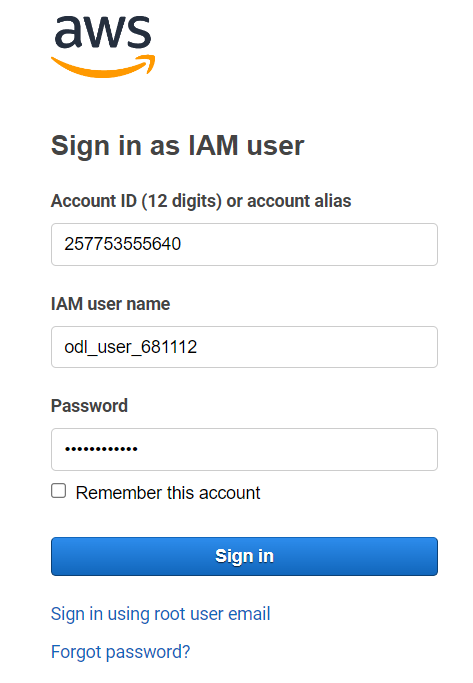 aws
Sign in as IAM user
Account ID (12 digits) or account alias
257753555640
IAM user name
odl_user_681112
Password
••••••••••••
Remember this account
Sign in
Sign in using root user email
Forgot password?